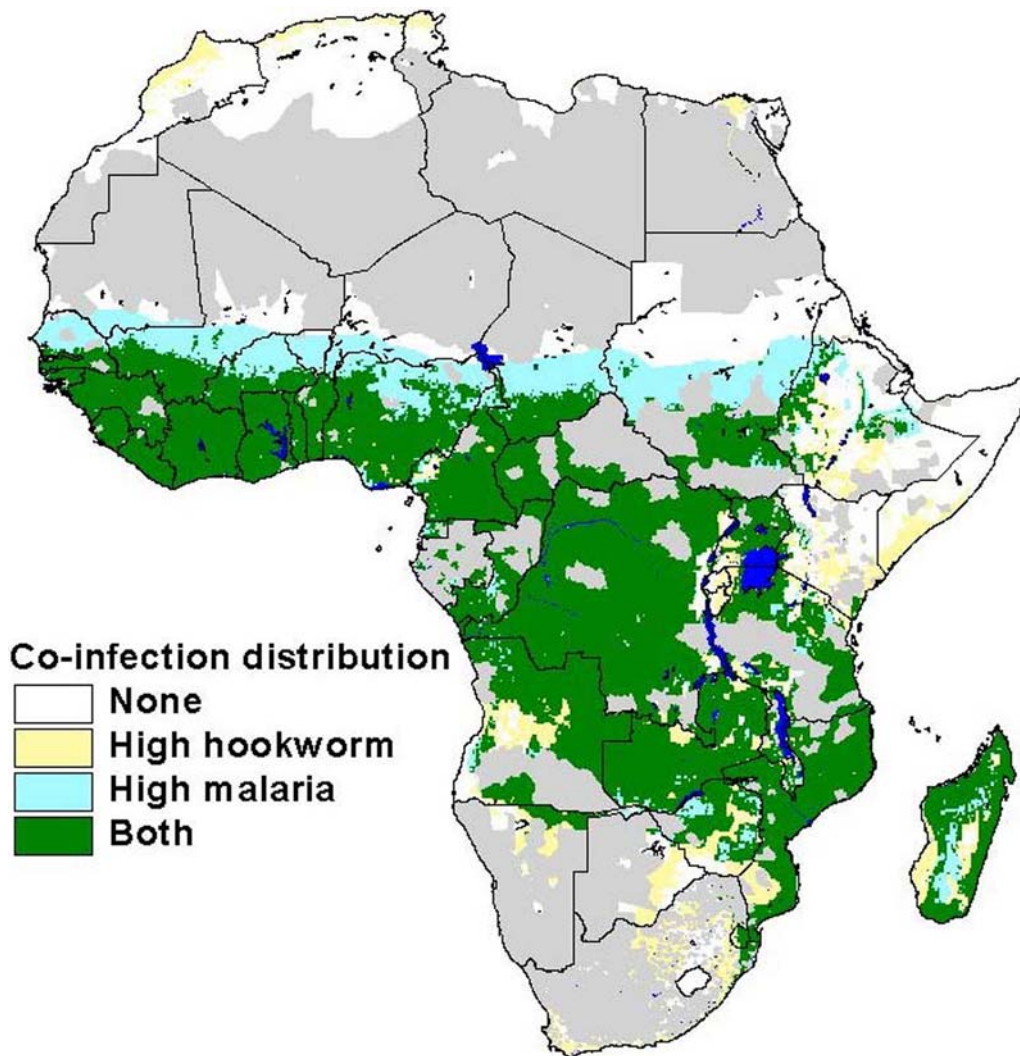 Co-infection distribution
None
High hookworm
High malaria
Both